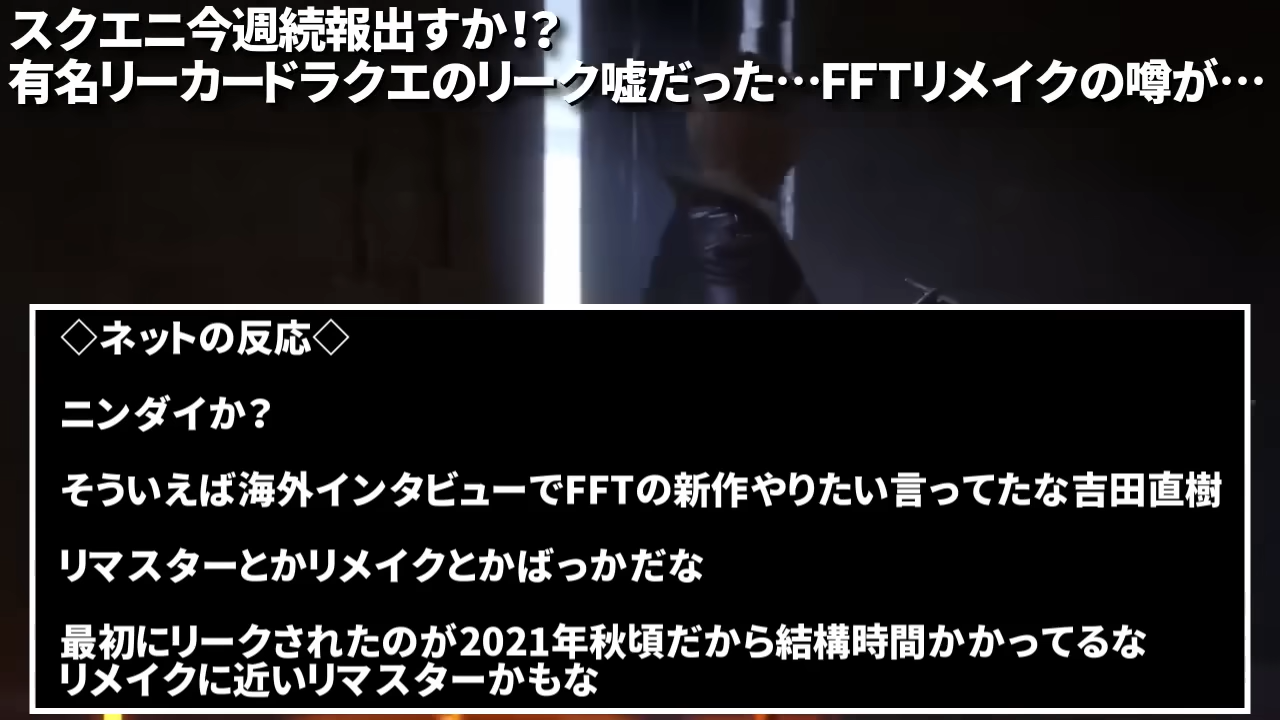 スクエニ今週続報出すか!?
有名リーカードラクエのリーク嘘だった…FFTリメイクの噂が…
◇ネットの反応◇
ニンダイか？
そういえば海外インタビューでFFTの新作やりたい言ってたな吉田直樹
リマスターとかリメイクとかばっかだな
最初にリークされたのが2021年秋頃だから結構時間かかってるな
リメイクに近いリマスターかもな